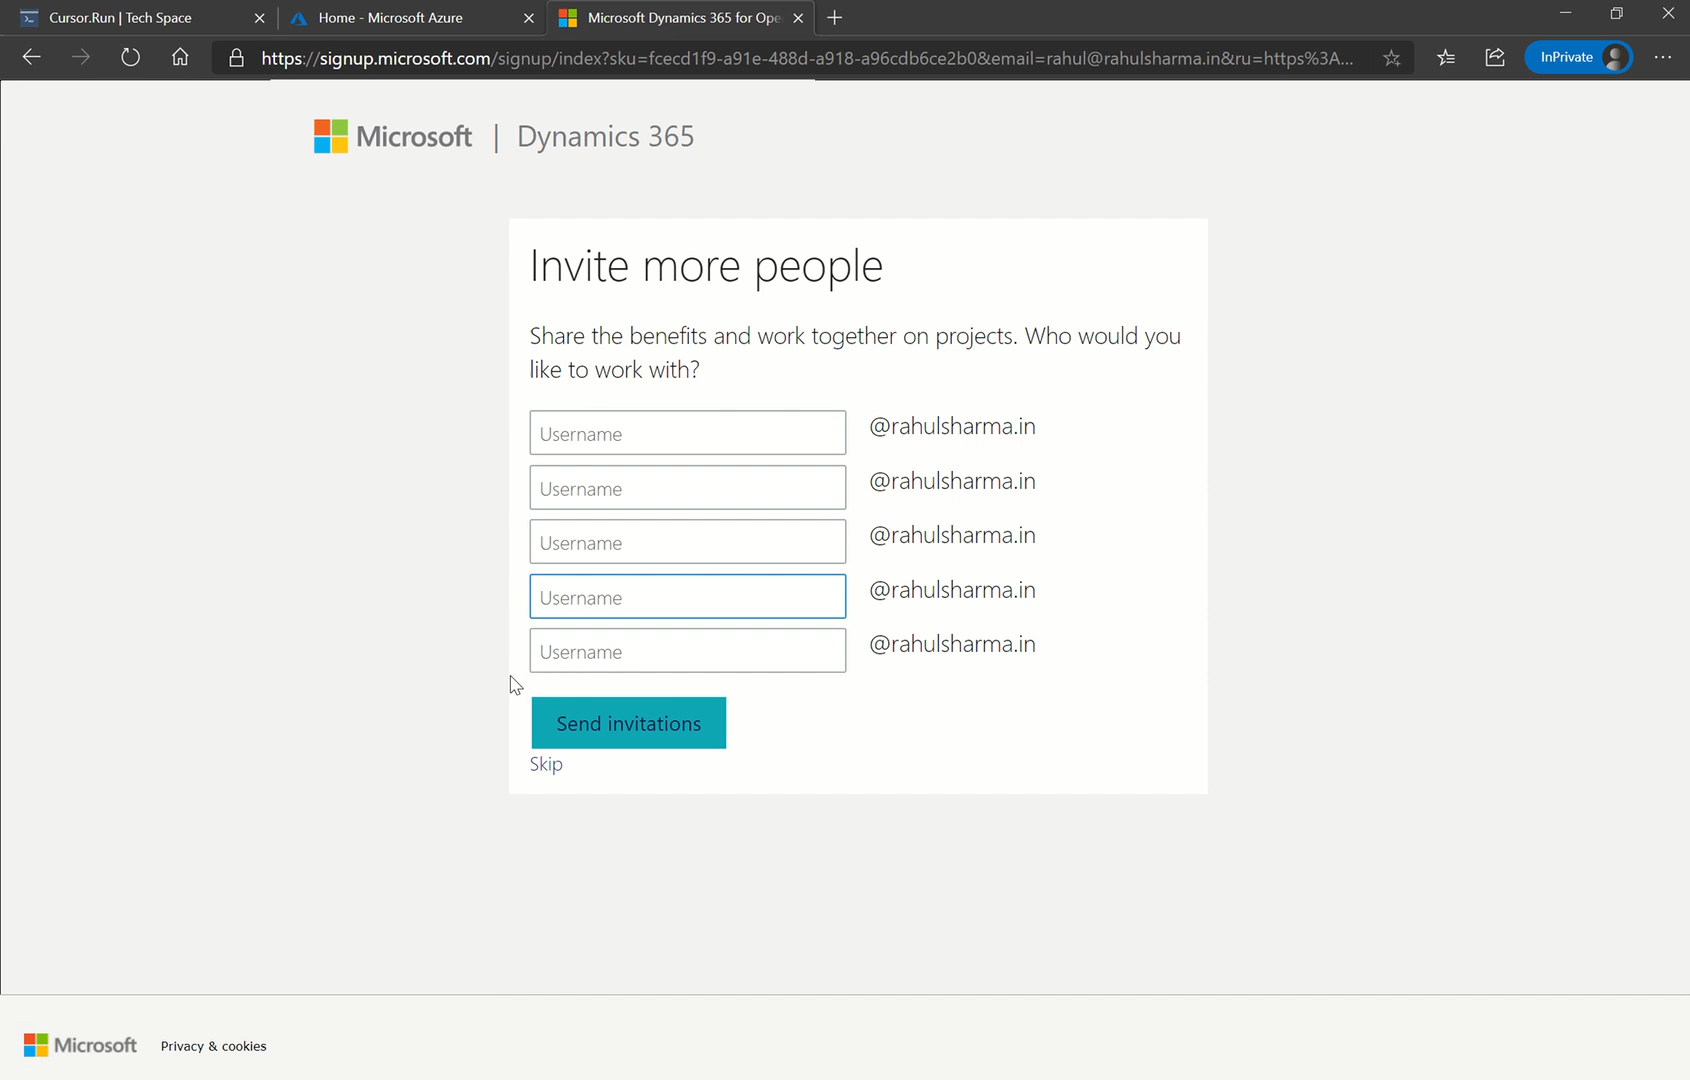 Cursor.Run | Tech Space
Home - Microsoft Azure
Microsoft Dynamics 365 for Ope
https://signup.microsoft.com/signup/index?sku=fcecd1f9-a91e-488d-a918-a96cdb6ce2b0&email=rahul@rahulsharma.in&ru=https%3A...
InPrivate
Microsoft | Dynamics 365
Invite more people
Share the benefits and work together on projects. Who would you
like to work with?
Username @rahulsharma.in
Username @rahulsharma.in
Username @rahulsharma.in
Username @rahulsharma.in
Username @rahulsharma.in
Send invitations
Skip
Microsoft Privacy & cookies